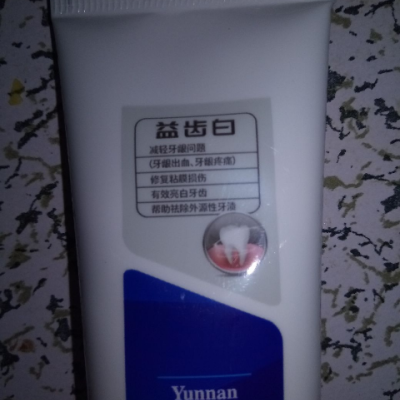 益齿白
减轻牙龈问题
(牙龈出血、牙龈疼痛)
修复粘膜损伤
有效亮白牙齿
帮助祛除外源性牙渍
Yunnan